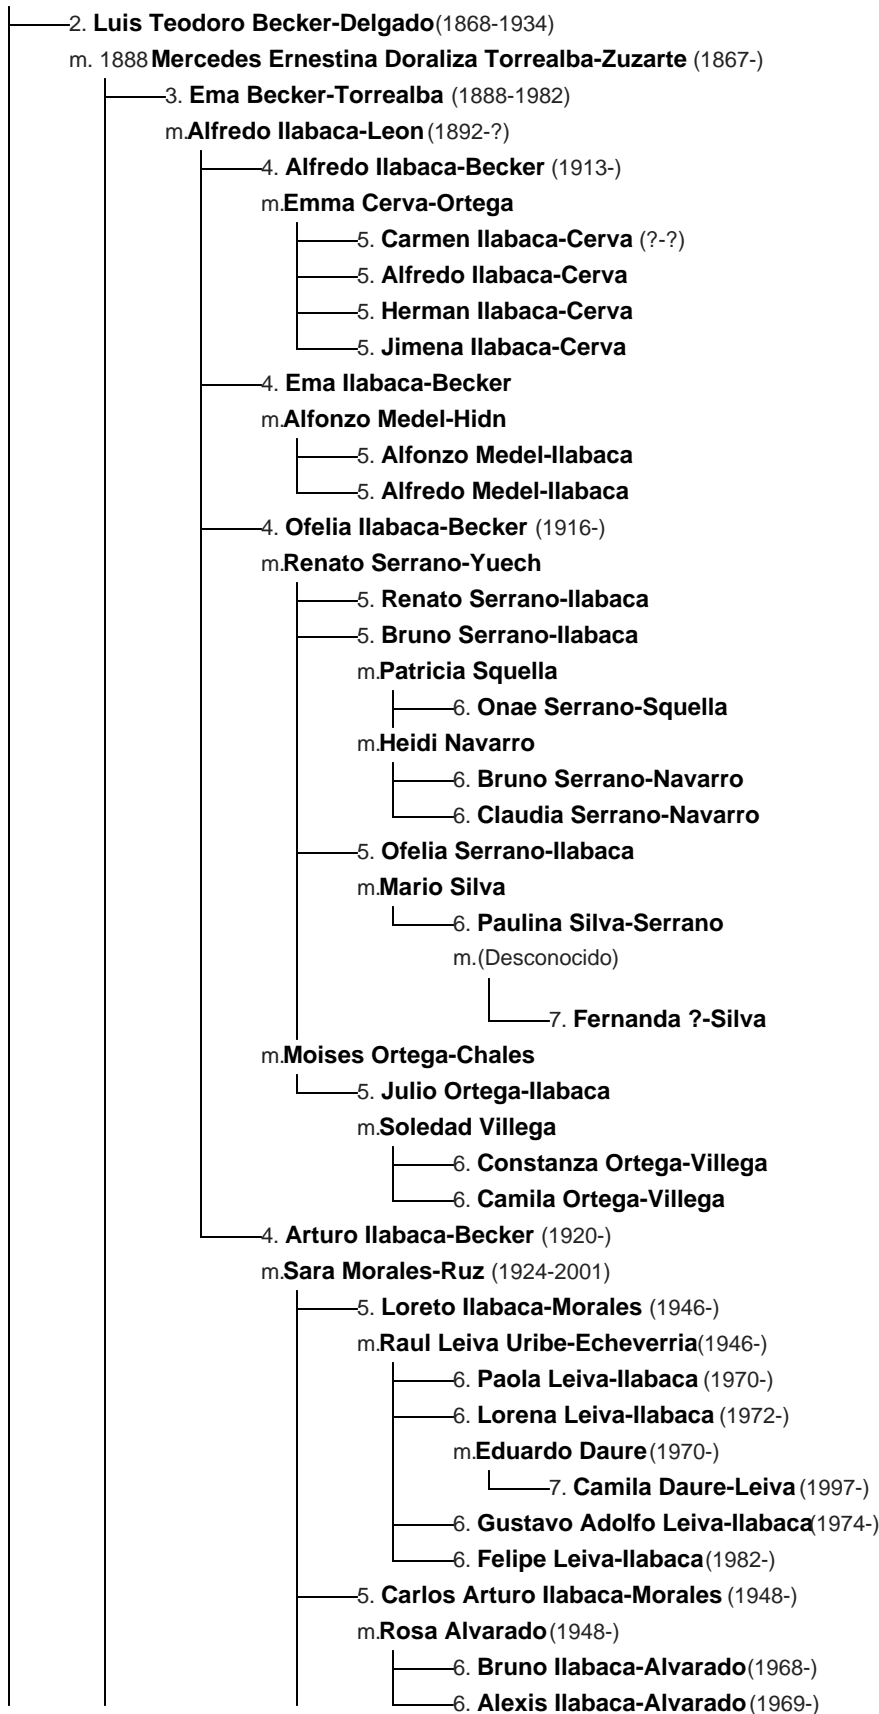 2. Luis Teodoro Becker-Delgado (1868-1934)
m. 1888 Mercedes Ernestina Doraliza Torrealba-Zuzarte (1867-)
3. Ema Becker-Torrealba (1888-1982)
m. Alfredo Ilabaca-Leon (1892-?)
4. Alfredo Ilabaca-Becker (1913-)
m. Emma Cerva-Ortega
5. Carmen Ilabaca-Cerva (?-?)
5. Alfredo Ilabaca-Cerva
5. Herman Ilabaca-Cerva
5. Jimena Ilabaca-Cerva
4. Ema Ilabaca-Becker
m. Alfonzo Medel-Hidn
5. Alfonzo Medel-Ilabaca
5. Alfredo Medel-Ilabaca
4. Ofelia Ilabaca-Becker (1916-)
m. Renato Serrano-Yuech
5. Renato Serrano-Ilabaca
5. Bruno Serrano-Ilabaca
m. Patricia Squella
6. Onae Serrano-Squella
m. Heidi Navarro
6. Bruno Serrano-Navarro
6. Claudia Serrano-Navarro
5. Ofelia Serrano-Ilabaca
m. Mario Silva
6. Paulina Silva-Serrano
m. (Desconocido)
7. Fernanda ?-Silva
m. Moises Ortega-Chales
5. Julio Ortega-Ilabaca
m. Soledad Villega
6. Constanza Ortega-Villega
6. Camila Ortega-Villega
4. Arturo Ilabaca-Becker (1920-)
m. Sara Morales-Ruz (1924-2001)
5. Loreto Ilabaca-Morales (1946-)
m. Raul Leiva Uribe-Echeverria (1946-)
6. Paola Leiva-Ilabaca (1970-)
6. Lorena Leiva-Ilabaca (1972-)
m. Eduardo Daure (1970-)
7. Camila Daure-Leiva (1997-)
6. Gustavo Adolfo Leiva-Ilabaca (1974-)
6. Felipe Leiva-Ilabaca (1982-)
5. Carlos Arturo Ilabaca-Morales (1948-)
m. Rosa Alvarado (1948-)
6. Bruno Ilabaca-Alvarado (1968-)
6. Alexis Ilabaca-Alvarado (1969-)